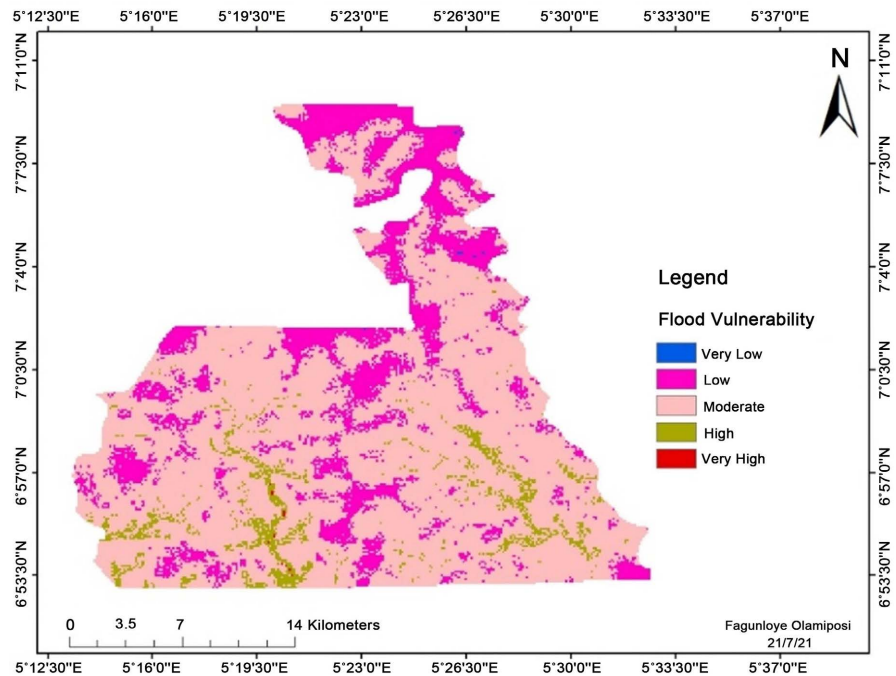 5°12'30"E 5°16'0"E 5°19'30"E 5°23'0"E 5°26'30"E 5°30'0"E 5°33'30"E 5°37'0"E
7°11'0"N 7°11'0"N
N
7°7'30"N 7°7'30"N
7°4'0"N 7°4'0"N
Legend
Flood Vulnerability
Very Low
7°0'30"N 7°0'30"N
Low
Moderate
High
Very High
6°57'0"N 6°57'0"N
6°53'30"N 6°53'30"N
0 3.5 7 14 Kilometers
Fagunloye Olamiposi
21/7/21
5°12'30"E 5°16'0"E 5°19'30"E 5°23'0"E 5°26'30"E 5°30'0"E 5°33'30"E 5°37'0"E